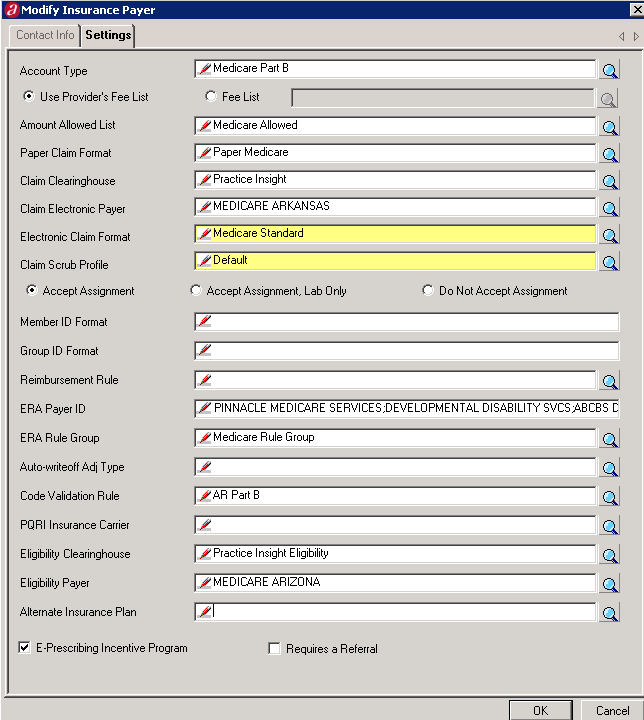 Modify Insurance Payer
Contact Info Settings
Account Type Medicare Part B
Use Provider's Fee List Fee List
Amount Allowed List Medicare Allowed
Paper Claim Format Paper Medicare
Claim Clearinghouse Practice Insight
Claim Electronic Payer MEDICARE ARKANSAS
Electronic Claim Format Medicare Standard
Claim Scrub Profile Default
Accept Assignment Accept Assignment, Lab Only Do Not Accept Assignment
Member ID Format
Group ID Format
Reimbursement Rule
ERA Payer ID PINNACLE MEDICARE SERVICES;DEVELOPMENTAL DISABILITY SVCS;ABCBS D
ERA Rule Group Medicare Rule Group
Auto-writeoff Adj Type
Code Validation Rule AR Part B
PQRI Insurance Carrier
Eligibility Clearinghouse Practice Insight Eligibility
Eligibility Payer MEDICARE ARIZONA
Alternate Insurance Plan
E-Prescribing Incentive Program Requires a Referral
OK Cancel